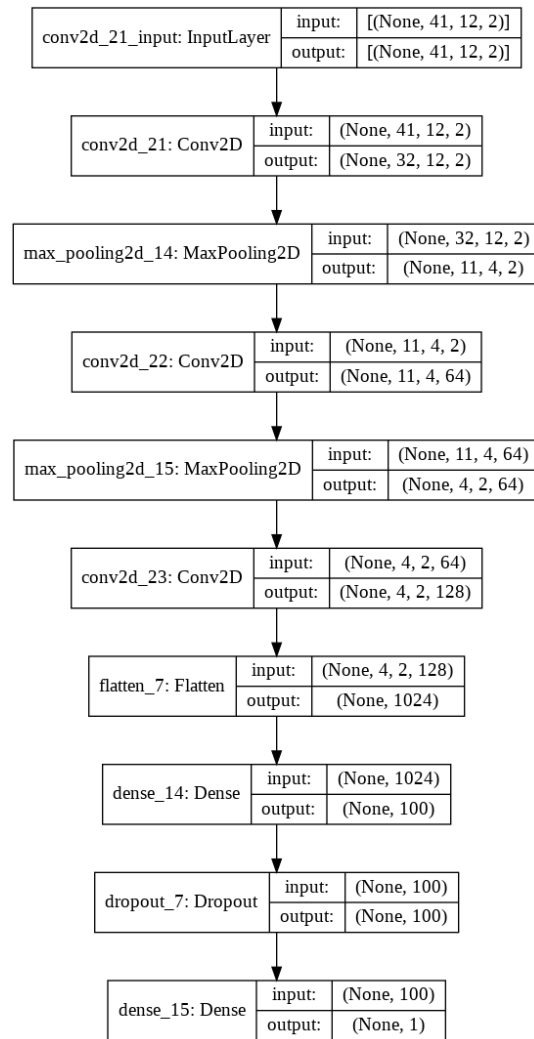 conv2d_21_input: InputLayer
input: [(None, 41, 12, 2)]
output: [(None, 41, 12, 2)]
conv2d_21: Conv2D
input: (None, 41, 12, 2)
output: (None, 32, 12, 2)
max_pooling2d_14: MaxPooling2D
input: (None, 32, 12, 2)
output: (None, 11, 4, 2)
conv2d_22: Conv2D
input: (None, 11, 4, 2)
output: (None, 11, 4, 64)
max_pooling2d_15: MaxPooling2D
input: (None, 11, 4, 64)
output: (None, 4, 2, 64)
conv2d_23: Conv2D
input: (None, 4, 2, 64)
output: (None, 4, 2, 128)
flatten_7: Flatten
input: (None, 4, 2, 128)
output: (None, 1024)
dense_14: Dense
input: (None, 1024)
output: (None, 100)
dropout_7: Dropout
input: (None, 100)
output: (None, 100)
dense_15: Dense
input: (None, 100)
output: (None, 1)